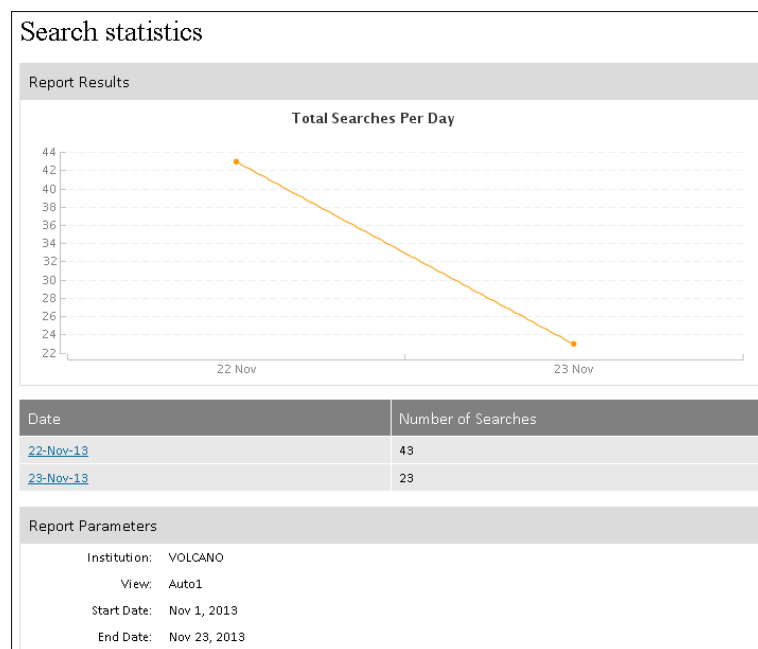 Search statistics
Report Results
Total Searches Per Day
44
42
40
38
36
34
32
30
28
26
24
22
22 Nov 23 Nov
Date Number of Searches
22-Nov-13 43
23-Nov-13 23
Report Parameters
Institution: VOLCANO
View: Auto1
Start Date: Nov 1, 2013
End Date: Nov 23, 2013